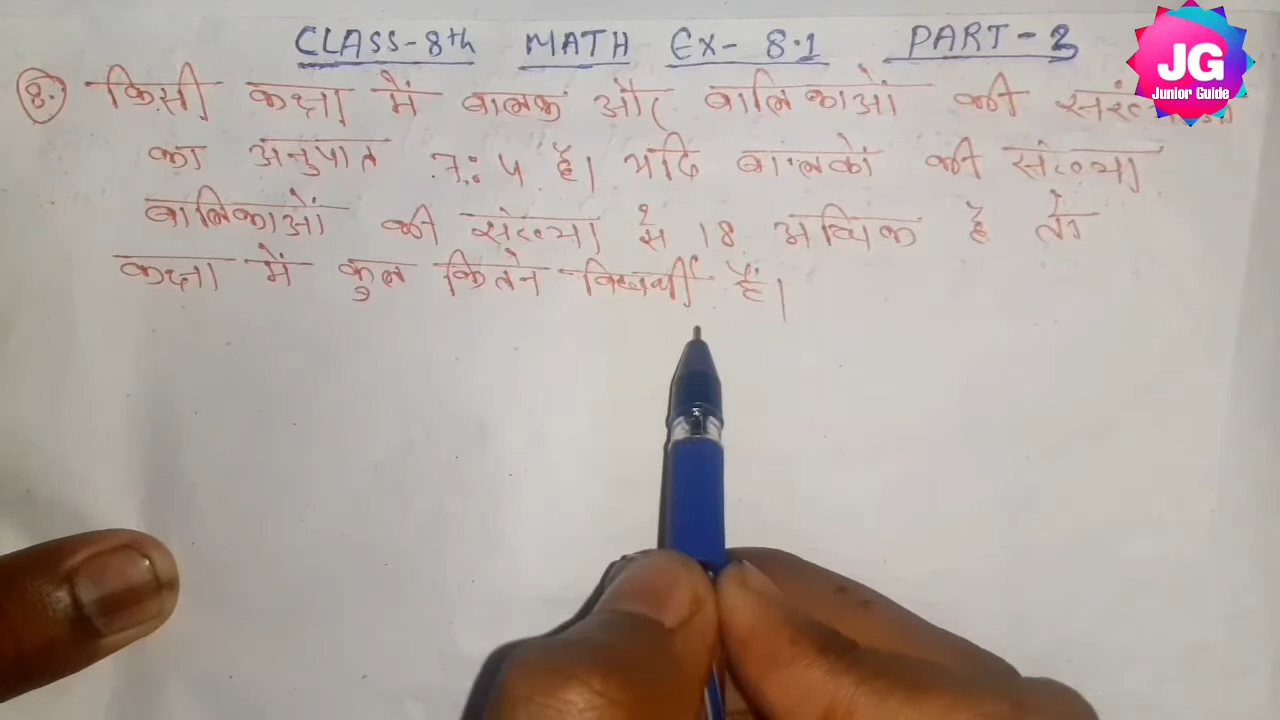 CLASS-8th MATH EX- 8.1 PART-3
8. किसी कक्षा में बालक और बालिकाओं की
का अनुपात 7:4 है। यदि बालकों की संख्या
बालिकाओं की संख्या से 18 अधिक है तो
कक्षा में कुल कितने विद्यार्थी हैं।
JG
Junior Guide